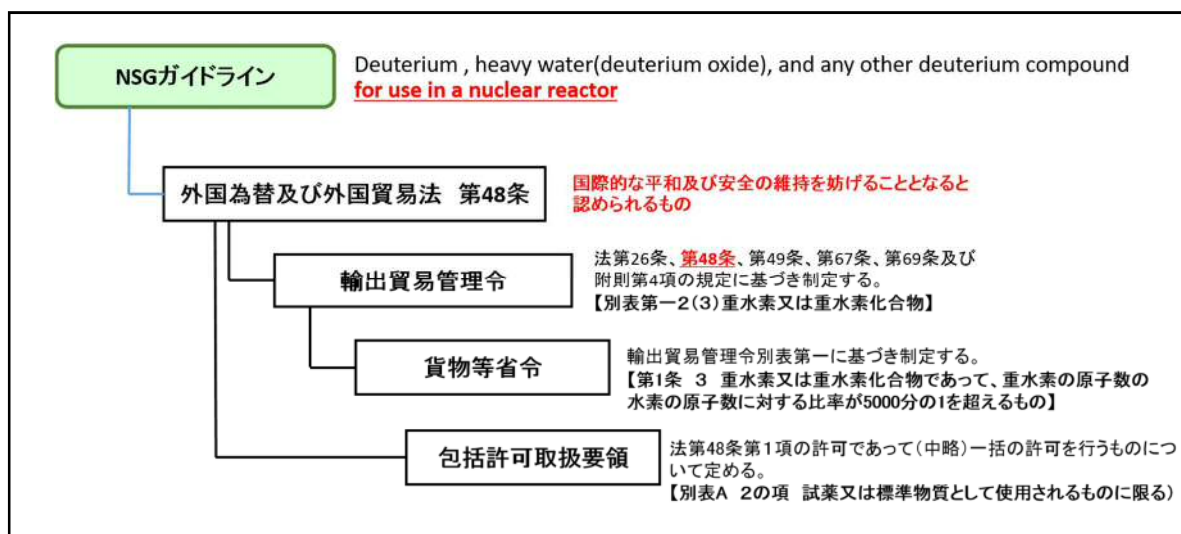 NSGガイドライン
Deuterium , heavy water(deuterium oxide), and any other deuterium compound
for use in a nuclear reactor
外国為替及び外国貿易法　第48条
国際的な平和及び安全の維持を妨げることとなると
認められるもの
輸出貿易管理令
法第26条、第48条、第49条、第67条、第69条及び
附則第4項の規定に基づき制定する。
【別表第一2(3)重水素又は重水素化合物】
貨物等省令
輸出貿易管理令別表第一に基づき制定する。
【第1条　3　重水素又は重水素化合物であって、重水素の原子数の
水素の原子数に対する比率が5000分の1を超えるもの】
包括許可取扱要領
法第48条第1項の許可であって(中略)一括の許可を行うものにつ
いて定める。
【別表A　2の項　試薬又は標準物質として使用されるものに限る)